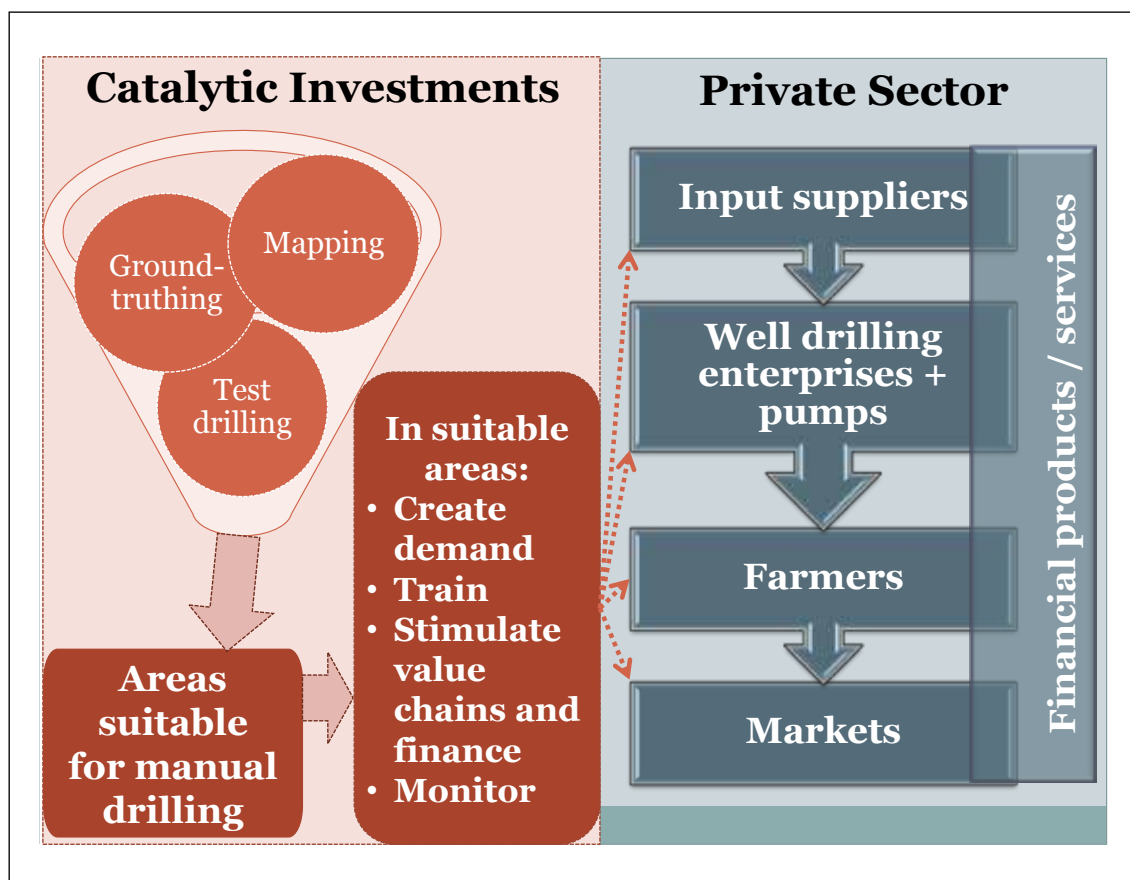 Catalytic Investments
Mapping
Ground-
truthing
Test
drilling
Areas
suitable
for manual
drilling
In suitable
areas:
• Create
demand
• Train
• Stimulate
value
chains and
finance
• Monitor
Private Sector
Input suppliers
Well drilling
enterprises +
pumps
Farmers
Markets
Financial products / services